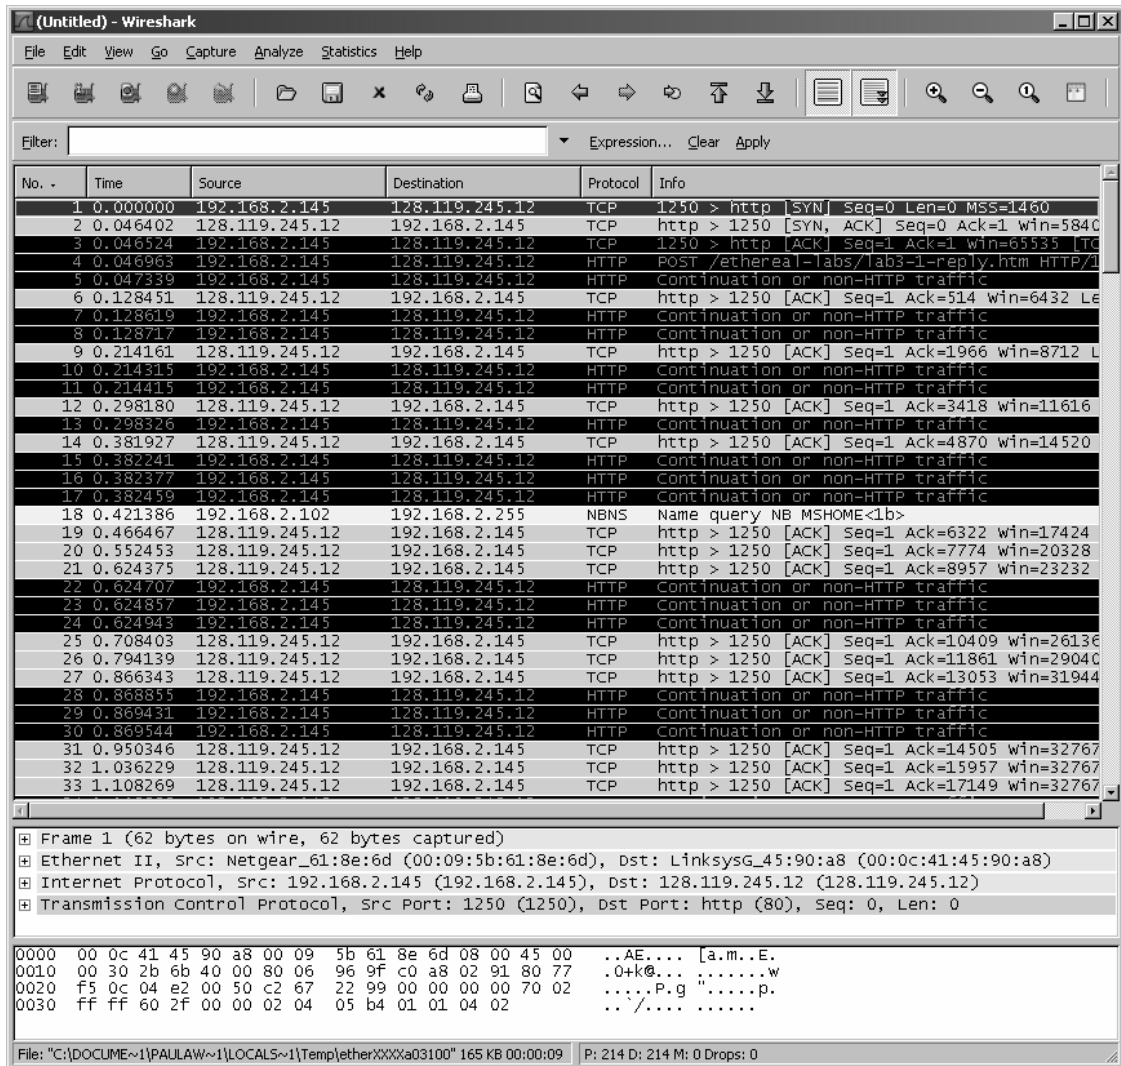 (Untitled) - Wireshark
File Edit View Go Capture Analyze Statistics Help
Filter: Expression... Clear Apply
No. Time Source Destination Protocol Info
1 0.000000 192.168.2.145 128.119.245.12 TCP 1250 > http [SYN] Seq=0 Len=0 MSS=1460
2 0.046402 128.119.245.12 192.168.2.145 TCP http > 1250 [SYN, ACK] Seq=0 Ack=1 Win=5840
3 0.046524 192.168.2.145 128.119.245.12 TCP 1250 > http [ACK] Seq=1 Ack=1 Win=65535 [TC
4 0.046963 192.168.2.145 128.119.245.12 HTTP POST /ethereal-labs/lab3-1-reply.htm HTTP/1
5 0.047339 192.168.2.145 128.119.245.12 HTTP Continuation or non-HTTP traffic
6 0.128451 128.119.245.12 192.168.2.145 TCP http > 1250 [ACK] Seq=1 Ack=514 Win=6432 Le
7 0.128619 192.168.2.145 128.119.245.12 HTTP Continuation or non-HTTP traffic
8 0.128717 192.168.2.145 128.119.245.12 HTTP Continuation or non-HTTP traffic
9 0.214161 128.119.245.12 192.168.2.145 TCP http > 1250 [ACK] Seq=1 Ack=1966 Win=8712 L
10 0.214315 192.168.2.145 128.119.245.12 HTTP Continuation or non-HTTP traffic
11 0.214415 192.168.2.145 128.119.245.12 HTTP Continuation or non-HTTP traffic
12 0.298180 128.119.245.12 192.168.2.145 TCP http > 1250 [ACK] Seq=1 Ack=3418 Win=11616
13 0.298326 192.168.2.145 128.119.245.12 HTTP Continuation or non-HTTP traffic
14 0.381927 128.119.245.12 192.168.2.145 TCP http > 1250 [ACK] Seq=1 Ack=4870 Win=14520
15 0.382241 192.168.2.145 128.119.245.12 HTTP Continuation or non-HTTP traffic
16 0.382377 192.168.2.145 128.119.245.12 HTTP Continuation or non-HTTP traffic
17 0.382459 192.168.2.145 128.119.245.12 HTTP Continuation or non-HTTP traffic
18 0.421386 192.168.2.102 192.168.2.255 NBNS Name query NB MSHOME<1b>
19 0.466467 128.119.245.12 192.168.2.145 TCP http > 1250 [ACK] Seq=1 Ack=6322 Win=17424
20 0.552453 128.119.245.12 192.168.2.145 TCP http > 1250 [ACK] Seq=1 Ack=7774 Win=20328
21 0.624375 128.119.245.12 192.168.2.145 TCP http > 1250 [ACK] Seq=1 Ack=8957 Win=23232
22 0.624707 192.168.2.145 128.119.245.12 HTTP Continuation or non-HTTP traffic
23 0.624857 192.168.2.145 128.119.245.12 HTTP Continuation or non-HTTP traffic
24 0.624943 192.168.2.145 128.119.245.12 HTTP Continuation or non-HTTP traffic
25 0.708403 128.119.245.12 192.168.2.145 TCP http > 1250 [ACK] Seq=1 Ack=10409 Win=26136
26 0.794139 128.119.245.12 192.168.2.145 TCP http > 1250 [ACK] Seq=1 Ack=11861 Win=29040
27 0.866343 128.119.245.12 192.168.2.145 TCP http > 1250 [ACK] Seq=1 Ack=13053 Win=31944
28 0.868855 192.168.2.145 128.119.245.12 HTTP Continuation or non-HTTP traffic
29 0.869431 192.168.2.145 128.119.245.12 HTTP Continuation or non-HTTP traffic
30 0.869544 192.168.2.145 128.119.245.12 HTTP Continuation or non-HTTP traffic
31 0.950346 128.119.245.12 192.168.2.145 TCP http > 1250 [ACK] Seq=1 Ack=14505 Win=32767
32 1.036229 128.119.245.12 192.168.2.145 TCP http > 1250 [ACK] Seq=1 Ack=15957 Win=32767
33 1.108269 128.119.245.12 192.168.2.145 TCP http > 1250 [ACK] Seq=1 Ack=17149 Win=32767
Frame 1 (62 bytes on wire, 62 bytes captured)
Ethernet II, Src: Netgear_61:8e:6d (00:09:5b:61:8e:6d), Dst: LinksysG_45:90:a8 (00:0c:41:45:90:a8)
Internet Protocol, Src: 192.168.2.145 (192.168.2.145), Dst: 128.119.245.12 (128.119.245.12)
Transmission Control Protocol, Src Port: 1250 (1250), Dst Port: http (80), Seq: 0, Len: 0
0000 00 0c 41 45 90 a8 00 09 5b 61 8e 6d 08 00 45 00 ..AE.... [a.m..E.
0010 00 30 2b 6b 40 00 80 06 96 9f c0 a8 02 91 80 77 .0+k@... .......w
0020 f5 0c 04 e2 00 50 c2 67 22 99 00 00 00 00 70 02 .....P.g ".....p.
0030 ff ff 60 2f 00 00 02 04 05 b4 01 01 04 02 ..`/.... ......
File: "C:\DOCUME~1\PAULAW~1\LOCALS~1\Temp\etherXXXXa03100" 165 KB 00:00:09 P: 214 D: 214 M: 0 Drops: 0